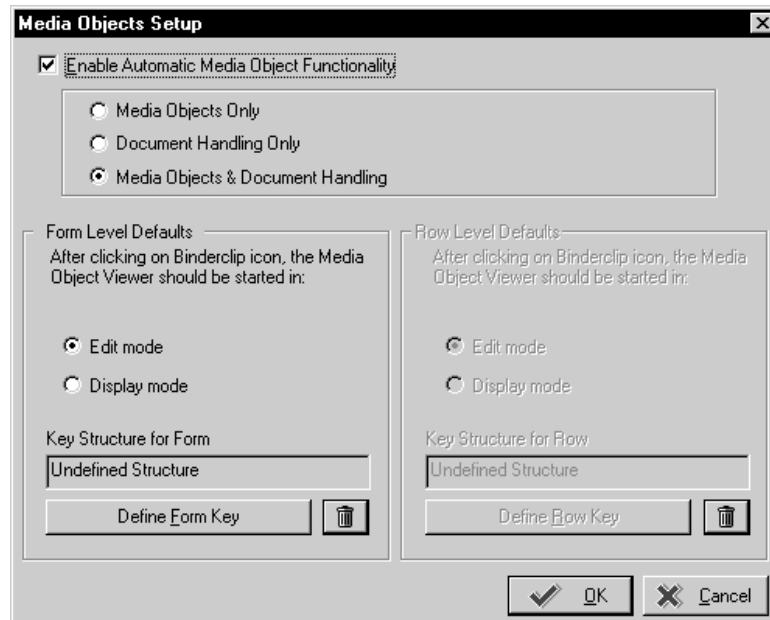 Media Objects Setup
Enable Automatic Media Object Functionality
Media Objects Only
Document Handling Only
Media Objects & Document Handling
Form Level Defaults
After clicking on Binderclip icon, the Media
Object Viewer should be started in:
Edit mode
Display mode
Key Structure for Form
Undefined Structure
Define Form Key
Row Level Defaults
After clicking on Binderclip icon, the Media
Object Viewer should be started in:
Edit mode
Display mode
Key Structure for Row
Undefined Structure
Define Row Key
OK
Cancel